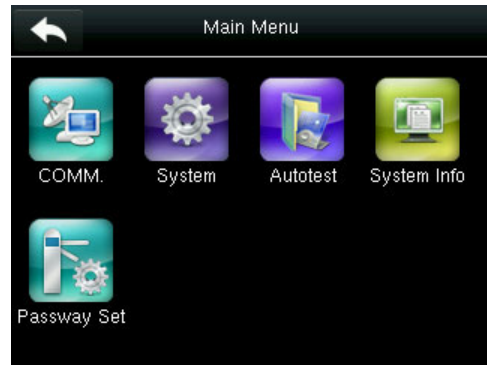 Main Menu
COMM.
System
Autotest
System Info
Passway Set